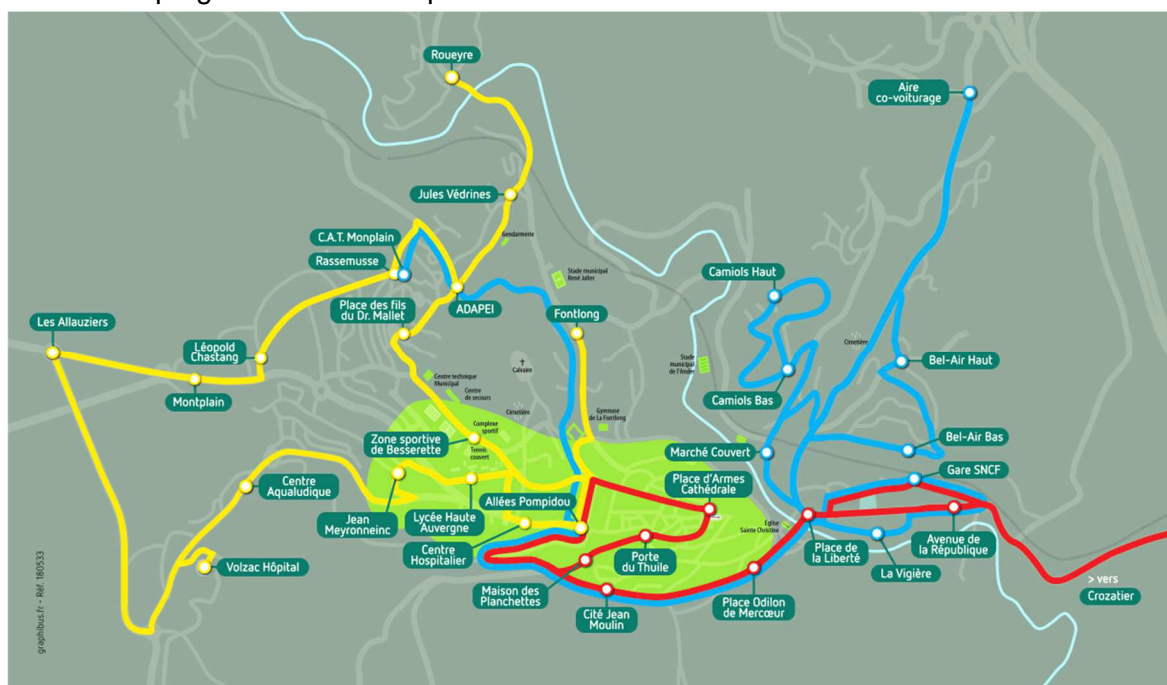 Roueyre
Aire
co-voiturage
Jules Védrines
C.A.T. Monplain
Gendarmerie
Rassemusse
Stade municipal
René Jalier
Camiols Haut
Place des fils
du Dr. Mallet
ADAPEI
Fontlong
Les Allauziers
Cimetière
Léopold
Chastang
Calvaire
Stade
municipal
de l'Ander
Bel-Air Haut
Centre technique
Municipal
Montplain
Centre
de secours
Camiols Bas
Cimetière
Gymnase
de La Fontlong
Complexe
sportif
Zone sportive
de Besserette
Tennis
couvert
Bel-Air Bas
Marché Couvert
Gare SNCF
Centre
Aqualudique
Place d'Armes
Cathédrale
Allées Pompidou
Jean
Meyronneinc
Lycée Haute
Auvergne
Eglise
Sainte Christine
Centre
Hospitalier
Porte
du Thuile
Place de
la Liberté
Avenue de
la République
Volzac Hôpital
La Vigière
Maison des
Planchettes
Cité Jean
Moulin
Place Odilon
de Mercœur
> vers
Crozatier
graphibus.fr - Réf. 180533